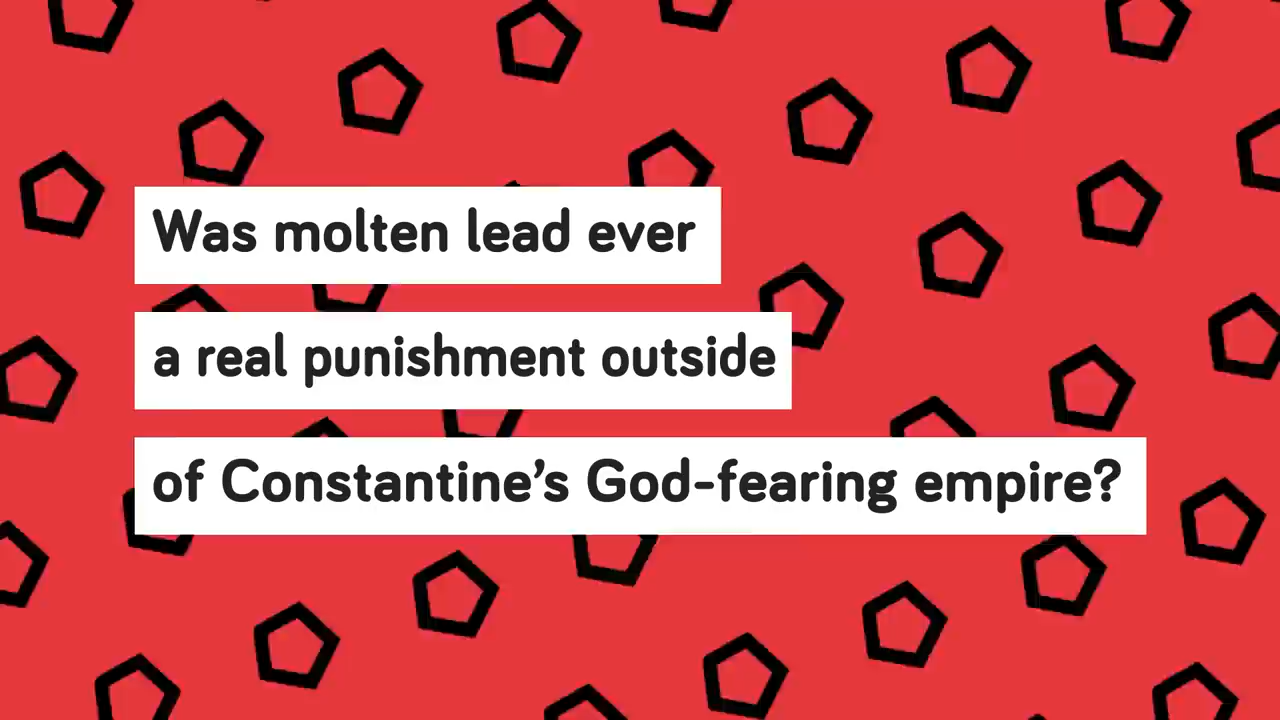 Was molten lead ever
a real punishment outside
of Constantine’s God-fearing empire?